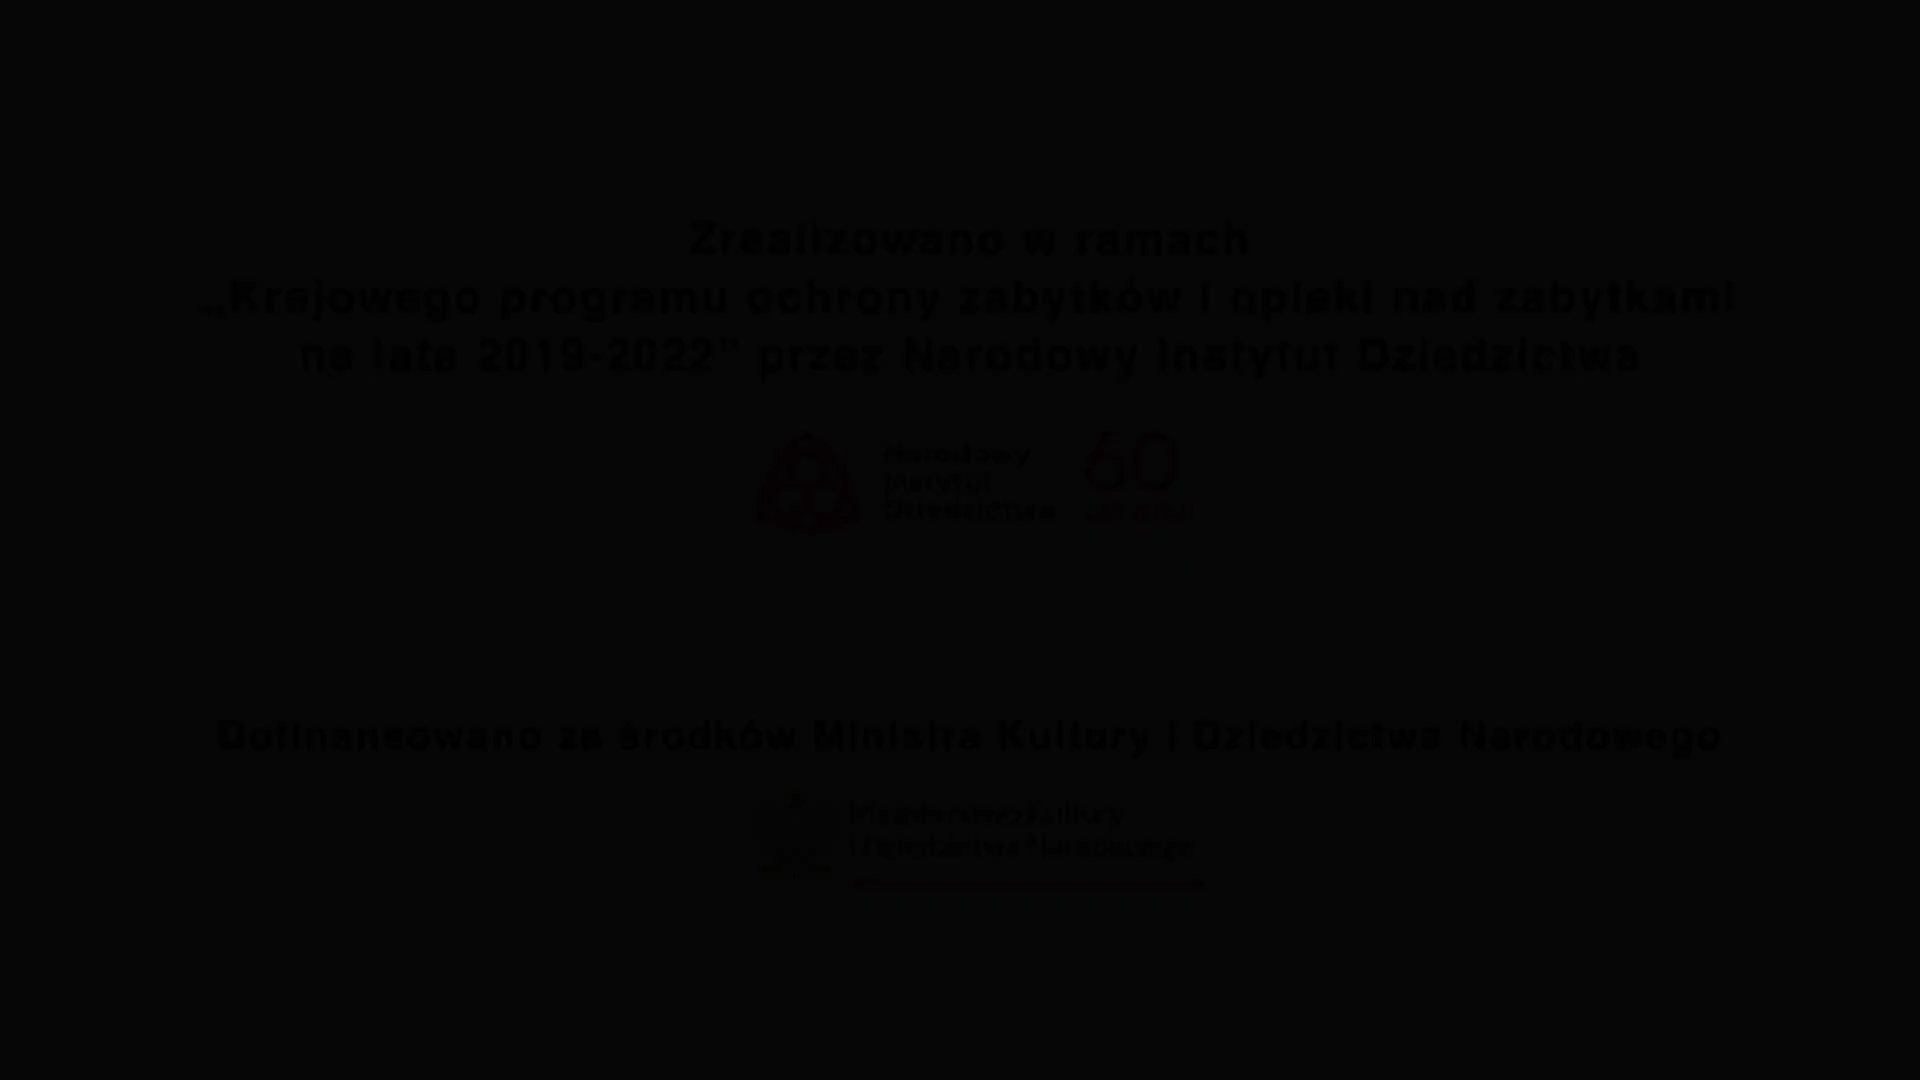 Zrealizowano w ramach
„Krajowego programu ochrony zabytków i opieki nad zabytkami
na lata 2019-2022” przez Narodowy Instytut Dziedzictwa
Narodowy
Instytut
Dziedzictwa
60
Dofinansowano ze środków Ministra Kultury i Dziedzictwa Narodowego
Ministerstwo Kultury
i Dziedzictwa Narodowego